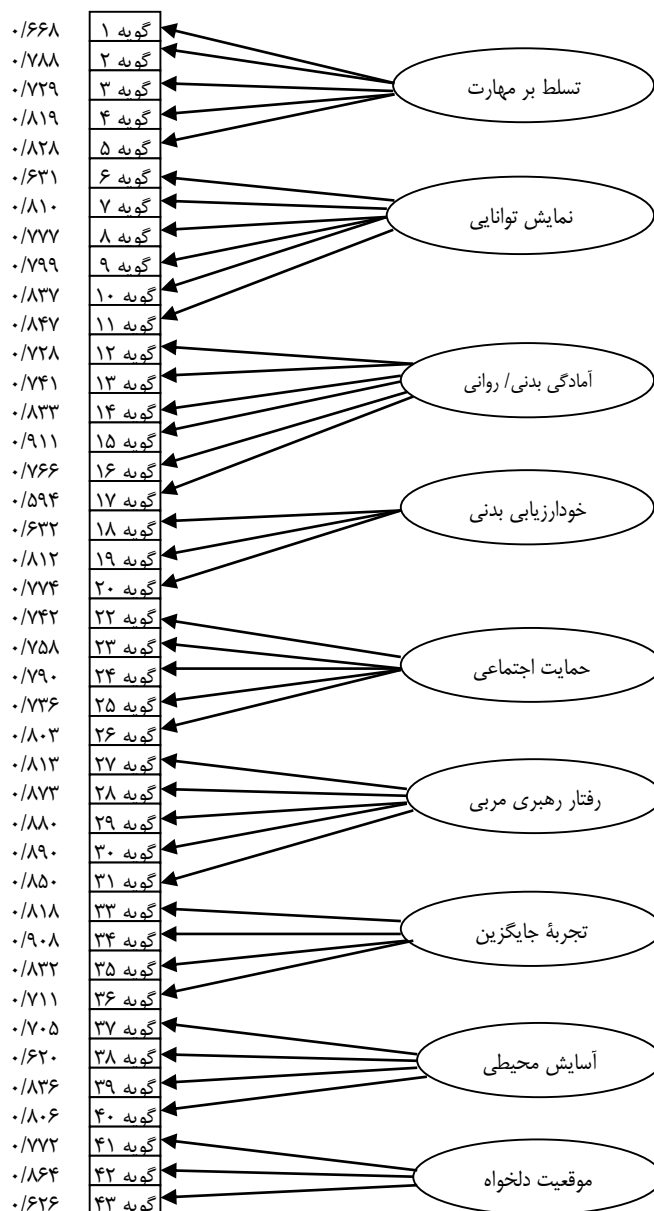 گویه ۱ ۰/۶۶۸
گویه ۲ ۰/۷۸۸
گویه ۳ ۰/۷۲۹
گویه ۴ ۰/۸۱۹
گویه ۵ ۰/۸۲۸
تسلط بر مهارت
گویه ۶ ۰/۶۳۱
گویه ۷ ۰/۸۱۰
گویه ۸ ۰/۷۷۷
گویه ۹ ۰/۷۹۹
گویه ۱۰ ۰/۸۳۷
گویه ۱۱ ۰/۸۴۷
نمایش توانایی
گویه ۱۲ ۰/۷۲۸
گویه ۱۳ ۰/۷۴۱
گویه ۱۴ ۰/۸۳۳
گویه ۱۵ ۰/۹۱۱
گویه ۱۶ ۰/۷۶۶
گویه ۱۷ ۰/۵۹۴
آمادگی بدنی/ روانی
گویه ۱۸ ۰/۶۳۲
گویه ۱۹ ۰/۸۱۲
گویه ۲۰ ۰/۷۷۴
خودارزیابی بدنی
گویه ۲۲ ۰/۷۴۲
گویه ۲۳ ۰/۷۵۸
گویه ۲۴ ۰/۷۹۰
گویه ۲۵ ۰/۷۳۶
گویه ۲۶ ۰/۸۰۳
حمایت اجتماعی
گویه ۲۷ ۰/۸۱۳
گویه ۲۸ ۰/۸۷۳
گویه ۲۹ ۰/۸۸۰
گویه ۳۰ ۰/۸۹۰
گویه ۳۱ ۰/۸۵۰
رفتار رهبری مربی
گویه ۳۳ ۰/۸۱۸
گویه ۳۴ ۰/۹۰۸
گویه ۳۵ ۰/۸۳۲
گویه ۳۶ ۰/۷۱۱
تجربۀ جایگزین
گویه ۳۷ ۰/۷۰۵
گویه ۳۸ ۰/۶۲۰
گویه ۳۹ ۰/۸۳۶
گویه ۴۰ ۰/۸۰۶
آسایش محیطی
گویه ۴۱ ۰/۷۷۲
گویه ۴۲ ۰/۸۶۴
گویه ۴۳ ۰/۶۲۶
موقعیت دلخواه